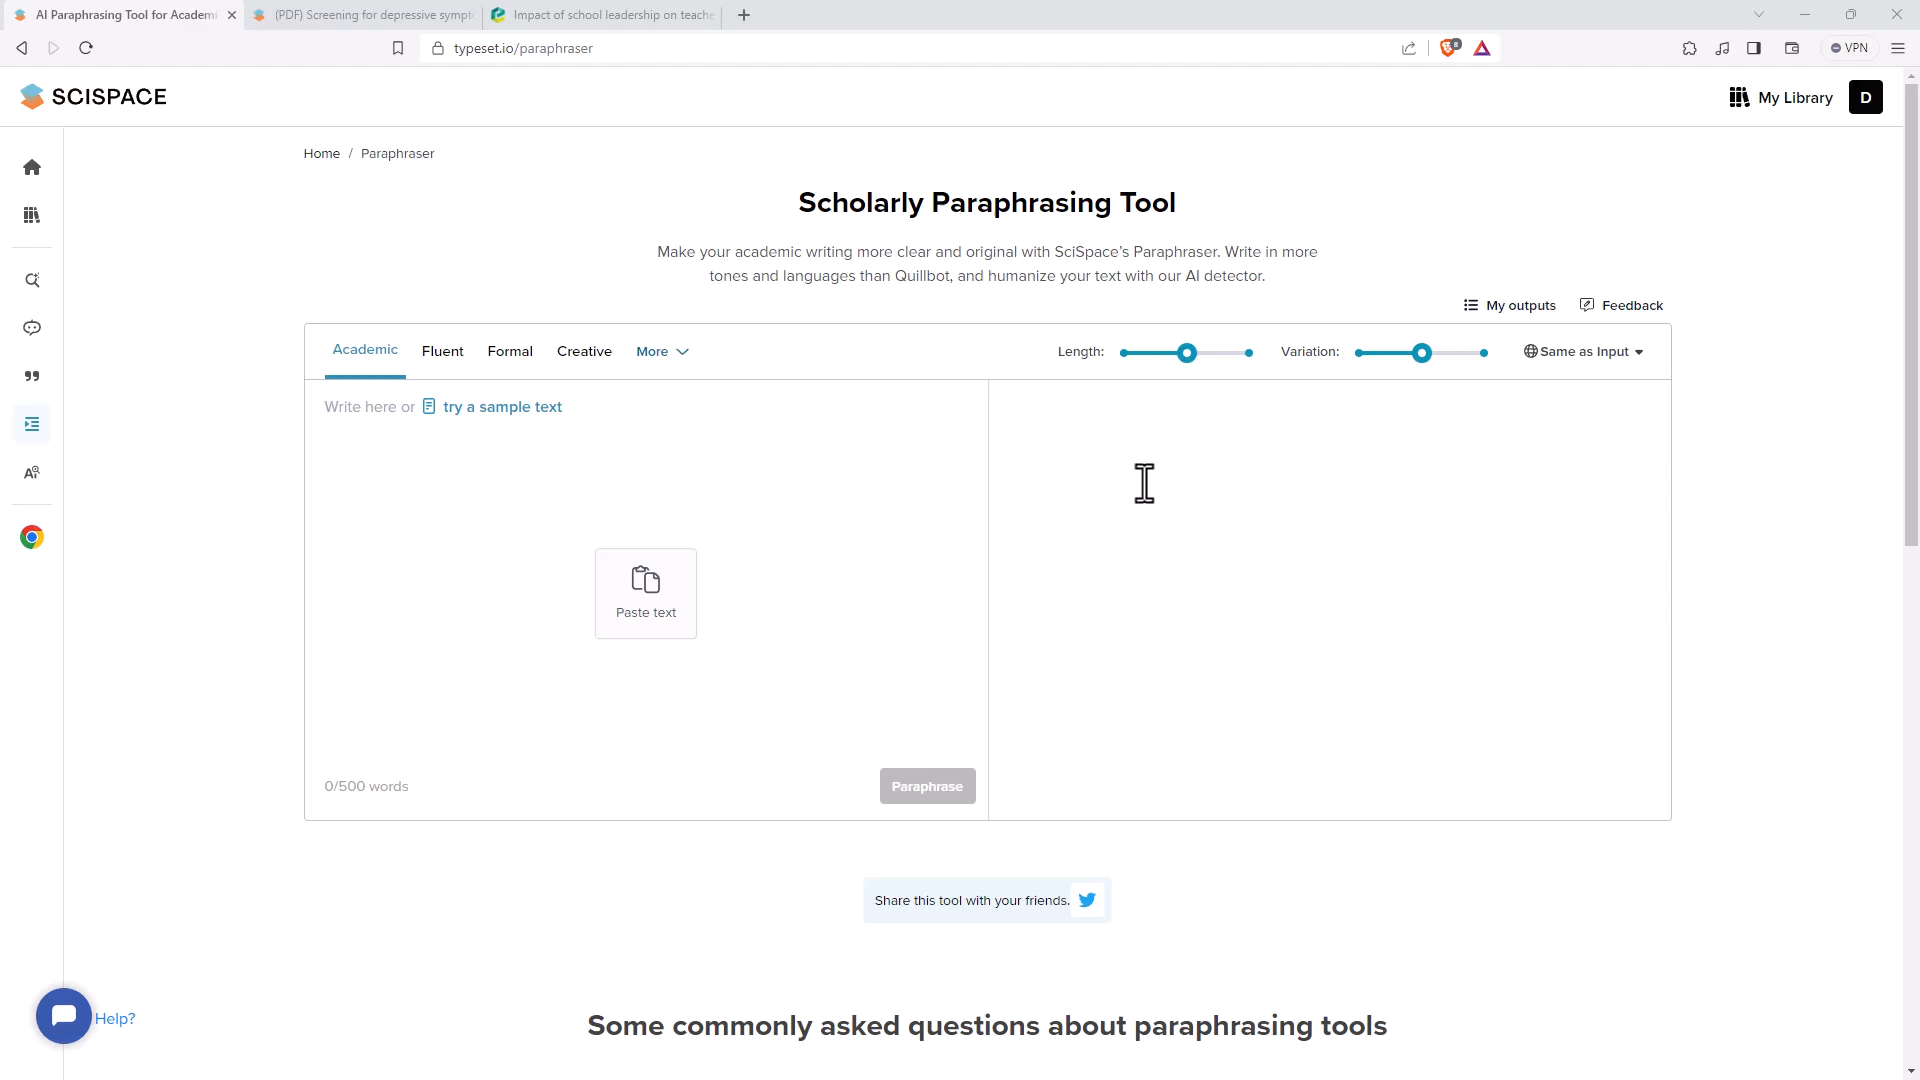 AI Paraphrasing Tool for Academi
(PDF) Screening for depressive sympt
Impact of school leadership on teache
typeset.io/paraphraser
8
VPN
SCISPACE
My Library
D
Home / Paraphraser
Scholarly Paraphrasing Tool
Make your academic writing more clear and original with SciSpace's Paraphraser. Write in more
tones and languages than Quillbot, and humanize your text with our AI detector.
My outputs
Feedback
Academic
Fluent
Formal
Creative
More
Length:
Variation:
Same as Input
Write here or try a sample text
Paste text
0/500 words
Paraphrase
Share this tool with your friends.
Help?
Some commonly asked questions about paraphrasing tools